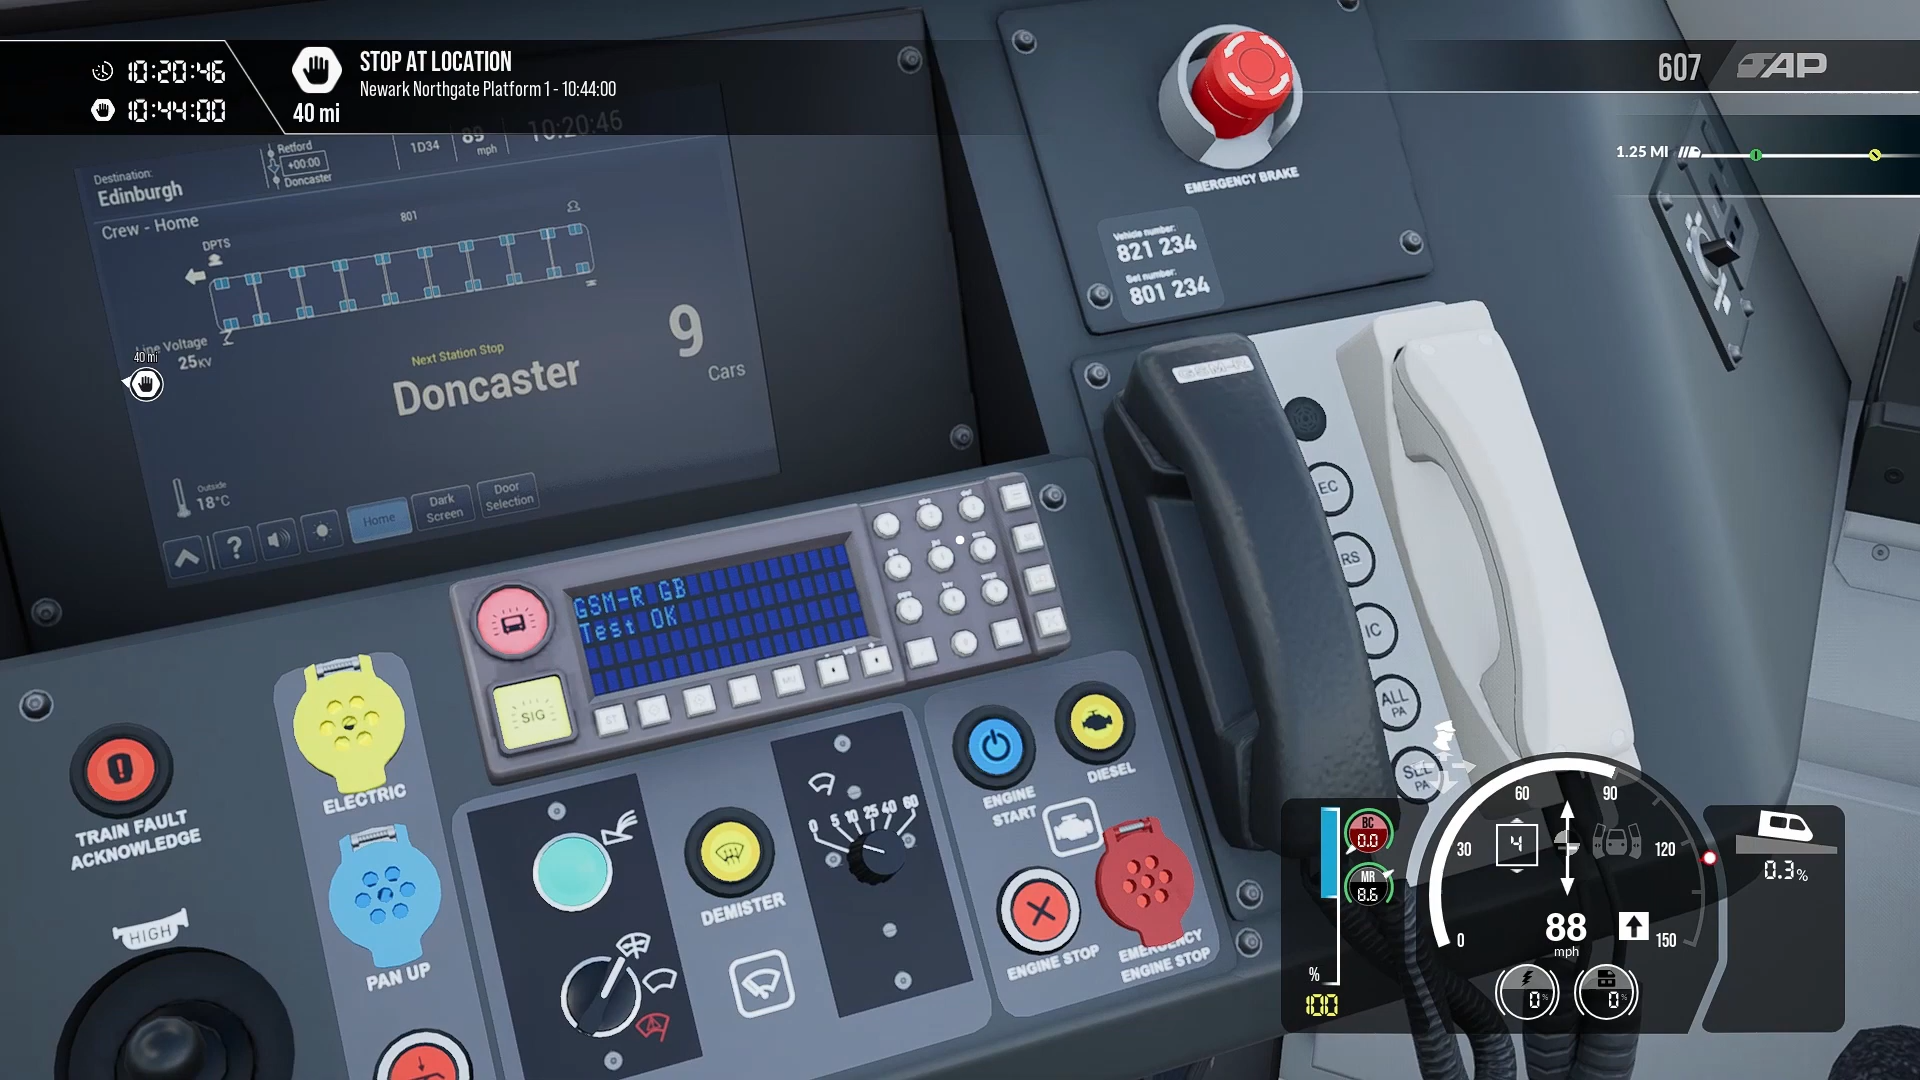 10:20:46
10:44:00
STOP AT LOCATION
Newark Northgate Platform 1 - 10:44:00
40 mi
607
AP
1.25 MI
Destination:
Edinburgh
Retford
+00:00
Doncaster
1D34
mph
10:20:46
Crew - Home
801
DPTS
Line Voltage
25kV
40 mi
Next Station Stop
Doncaster
9
Cars
Outside
18°C
?
Home
Dark
Screen
Door
Selection
EMERGENCY BRAKE
Vehicle number:
821 234
Set number:
801 234
EC
RS
IC
ALL
PA
SEL
PA
GSM-R GB
Test OK
SIG
TRAIN FAULT
ACKNOWLEDGE
HIGH
ELECTRIC
PAN UP
DEMISTER
0 5 10 25 40 60
ENGINE
START
DIESEL
ENGINE STOP
EMERGENCY
ENGINE STOP
BC
0.0
MR
8.6
%
100
0
30
60
90
120
150
4
88
mph
0%
0%
0.3%